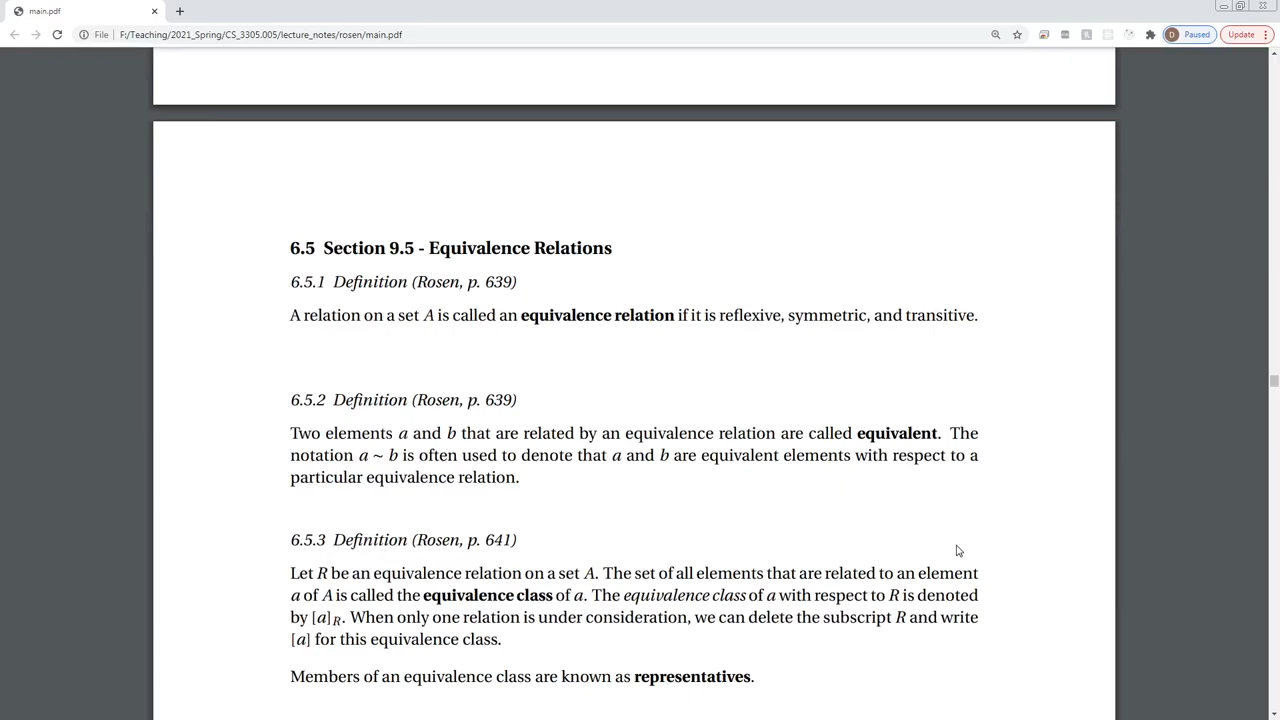 main.pdf
File F:/Teaching/2021_Spring/CS_3305.005/lecture_notes/rosen/main.pdf D Paused Update
6.5 Section 9.5 - Equivalence Relations
6.5.1 Definition (Rosen, p. 639)
A relation on a set A is called an equivalence relation if it is reflexive, symmetric, and transitive.
6.5.2 Definition (Rosen, p. 639)
Two elements a and b that are related by an equivalence relation are called equivalent. The
notation a ~ b is often used to denote that a and b are equivalent elements with respect to a
particular equivalence relation.
6.5.3 Definition (Rosen, p. 641)
Let R be an equivalence relation on a set A. The set of all elements that are related to an element
a of A is called the equivalence class of a. The equivalence class of a with respect to R is denoted
by [a]R. When only one relation is under consideration, we can delete the subscript R and write
[a] for this equivalence class.
Members of an equivalence class are known as representatives.